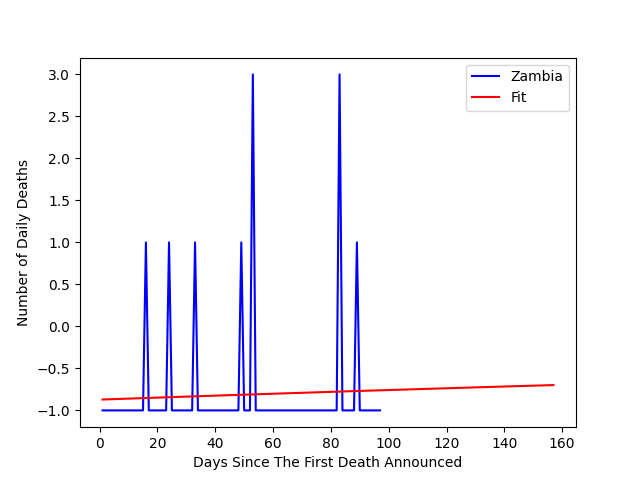 Zambia
Fit
Number of Daily Deaths
3.0
2.5
2.0
1.5
1.0
0.5
0.0
−0.5
−1.0
0 20 40 60 80 100 120 140 160
Days Since The First Death Announced